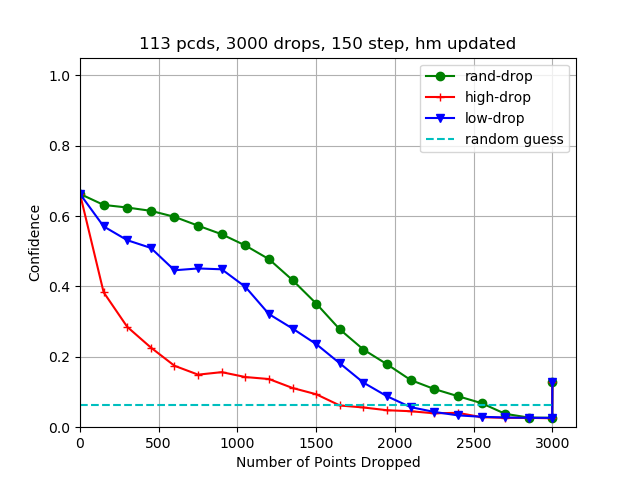 113 pcds, 3000 drops, 150 step, hm updated
1.0
0.8
0.6
0.4
0.2
0.0
Confidence
rand-drop
high-drop
low-drop
random guess
0 500 1000 1500 2000 2500 3000
Number of Points Dropped